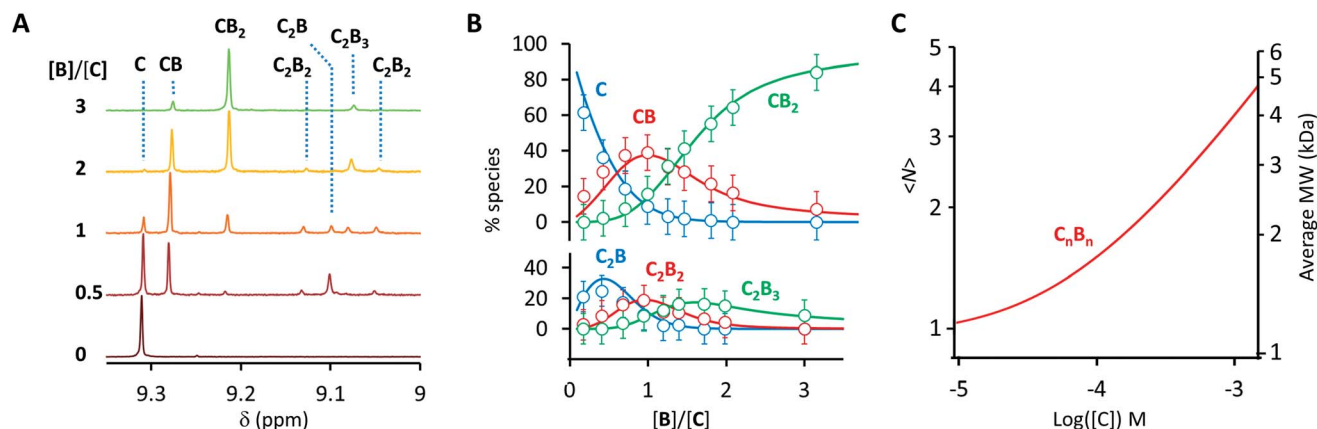 A
[B]/[C]
C
CB
CB₂
C₂B₂
C₂B
C₂B₃
C₂B₂
3
2
1
0.5
0
9.3
9.2
9.1
9
δ (ppm)
B
% species
100
80
60
40
20
0
C
CB
CB₂
40
20
0
C₂B
C₂B₂
C₂B₃
0
1
2
3
[B]/[C]
C
<N>
5
4
3
2
1
CₙBₙ
6
5
4
3
2
1
Average MW (kDa)
-5
-4
-3
Log([C]) M